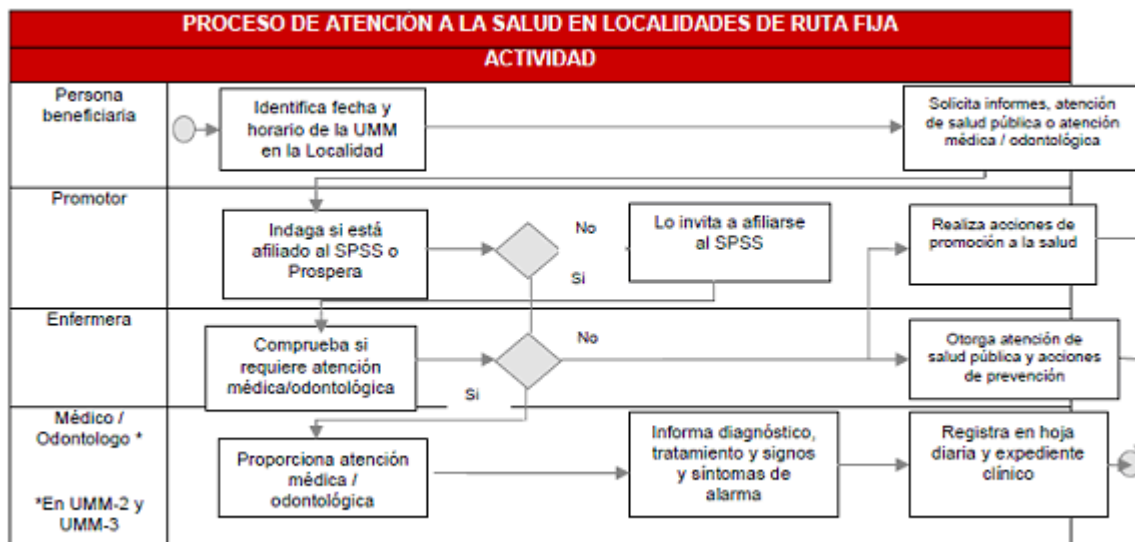 PROCESO DE ATENCIÓN A LA SALUD EN LOCALIDADES DE RUTA FIJA
ACTIVIDAD
Persona
beneficiaria
Identifica fecha y
horario de la UMM
en la Localidad
Solicita informes, atención
de salud pública o atención
médica / odontológica
Promotor
Indaga si está
afiliado al SPSS o
Prospera
No
Si
Lo invita a afiliarse
al SPSS
Realiza acciones de
promoción a la salud
Enfermera
Comprueba si
requiere atención
médica/odontológica
No
Si
Otorga atención de
salud pública y acciones
de prevención
Médico /
Odontologo *
*En UMM-2 y
UMM-3
Proporciona atención
médica /
odontológica
Informa diagnóstico,
tratamiento y signos
y síntomas de
alarma
Registra en hoja
diaria y expediente
clínico